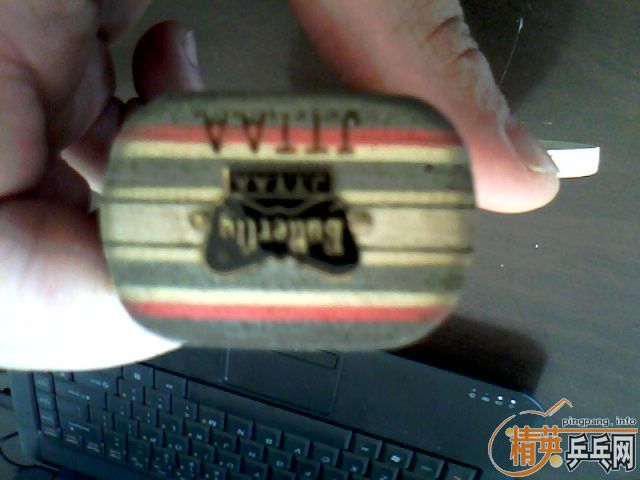 Butterfly
J.T.T.A.A
J.T.T.A.A
pingpang.info
精英乒乓网